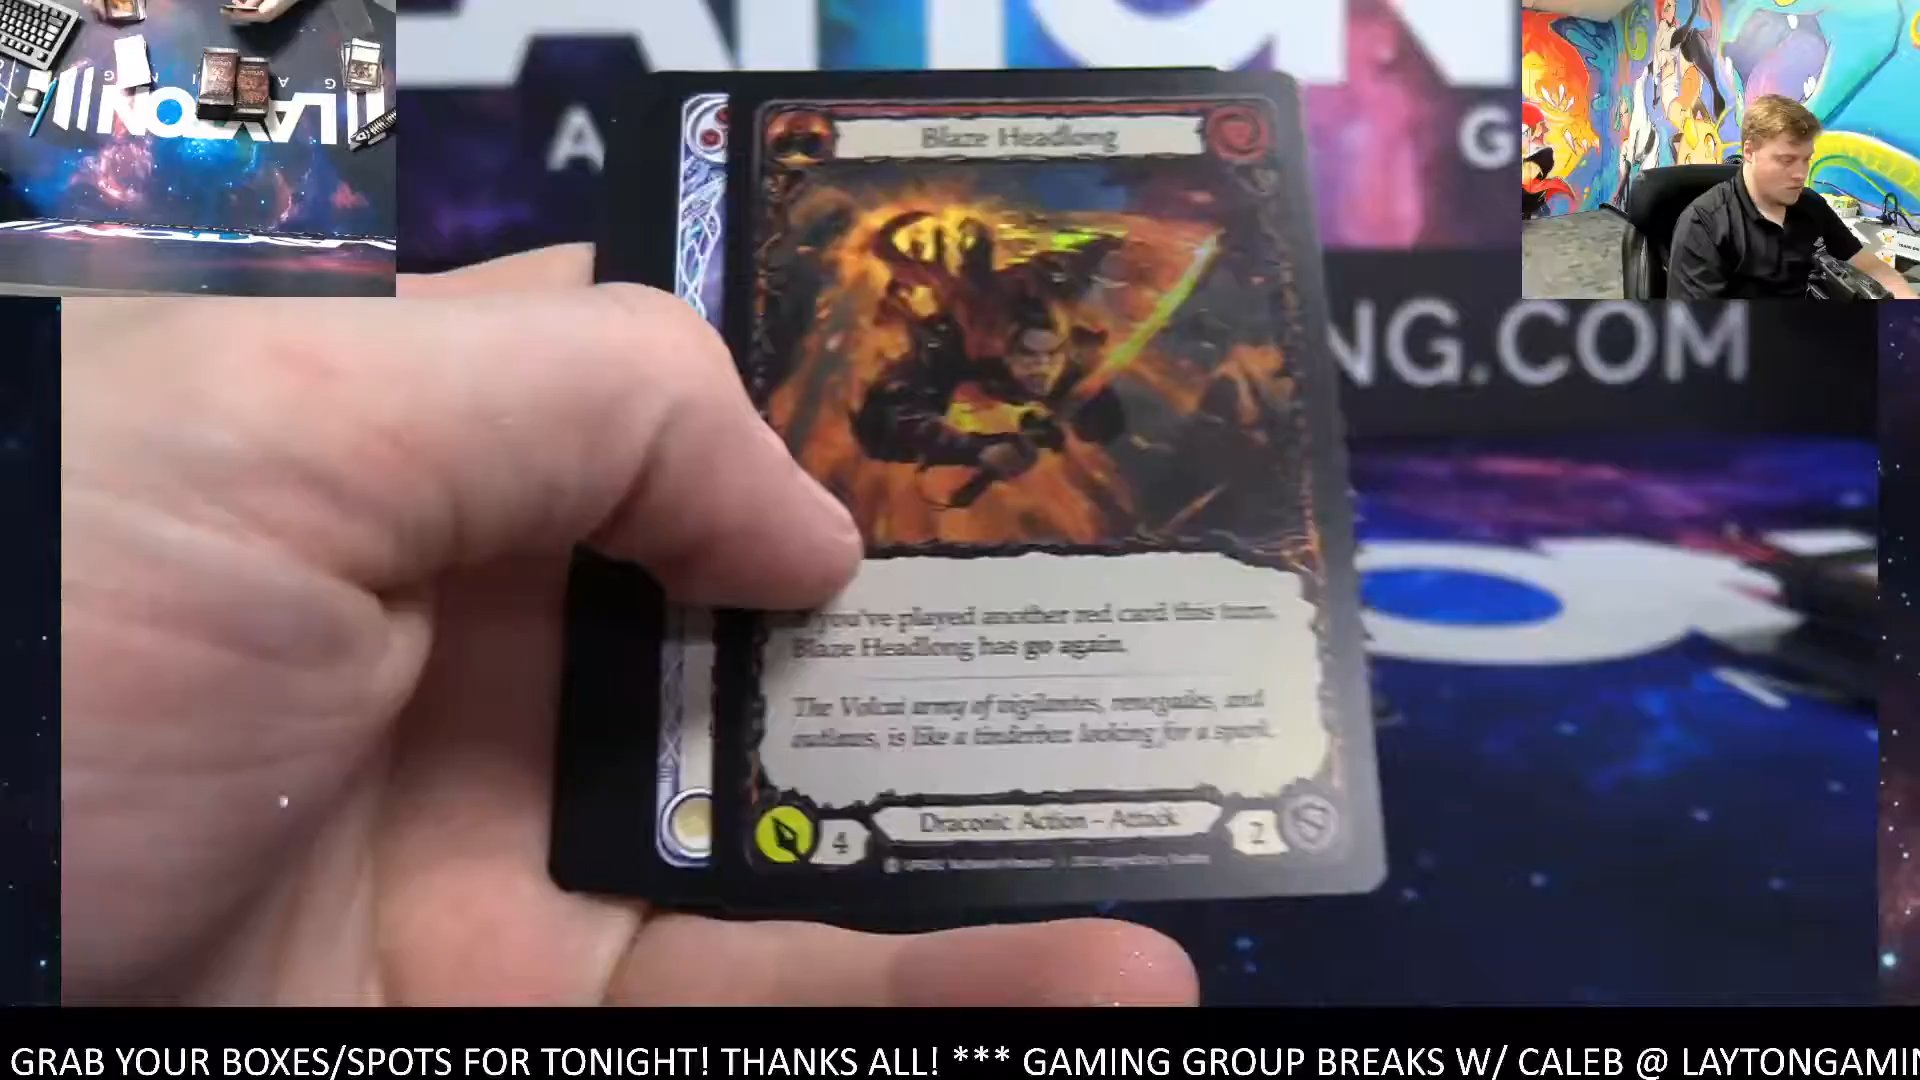 LAYTON
A
G
Blaze Headlong
NG.COM
you've played another red card this turn,
Blaze Headlong has go again.
The Volcai army of vigilantes, renegades, and
outlaws, is like a tinderbox looking for a spark.
4
Draconic Action – Attack
2
GRAB YOUR BOXES/SPOTS FOR TONIGHT! THANKS ALL! *** GAMING GROUP BREAKS W/ CALEB @ LAYTONGAMIN